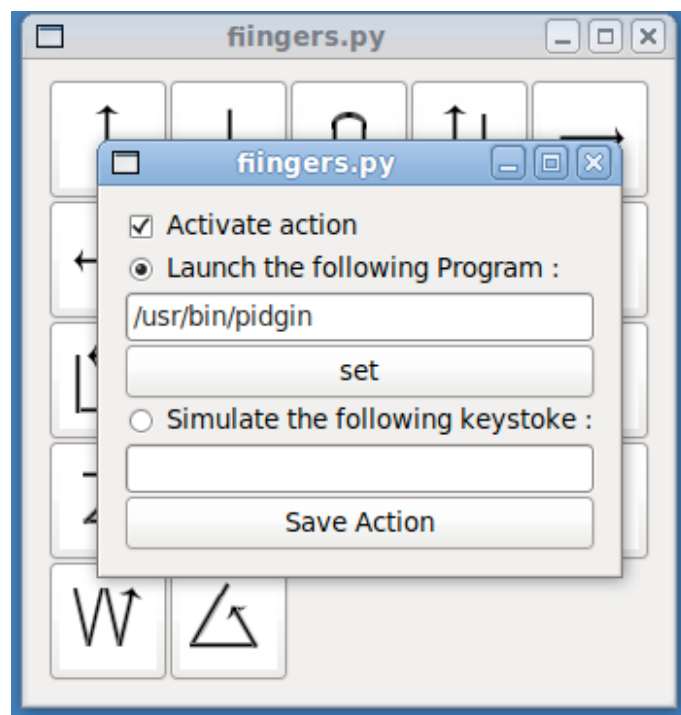 fiingers.py
fiingers.py
Activate action
Launch the following Program :
/usr/bin/pidgin
set
Simulate the following keystoke :
Save Action